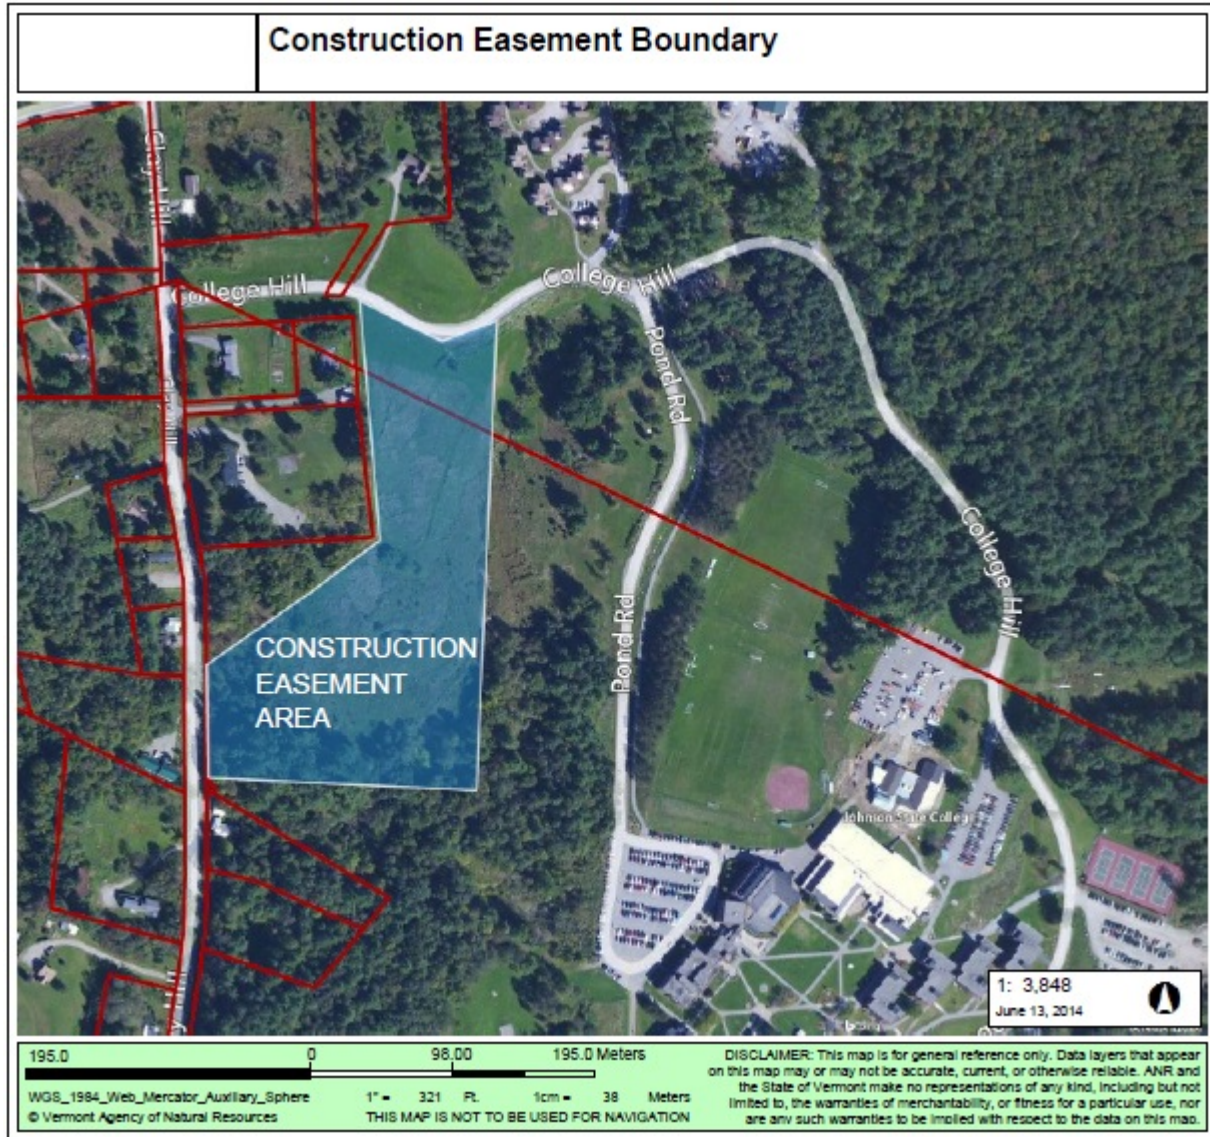 Construction Easement Boundary
Clay Hill
College Hill
College Hill
Pond Rd
College Hill
Pond Rd
CONSTRUCTION
EASEMENT
AREA
Johnson State College
1: 3,848
June 13, 2014
195.0 0 98.00 195.0 Meters
WGS_1984_Web_Mercator_Auxiliary_Sphere 1" = 321 Ft. 1cm = 38 Meters
© Vermont Agency of Natural Resources THIS MAP IS NOT TO BE USED FOR NAVIGATION
DISCLAIMER: This map is for general reference only. Data layers that appear
on this map may or may not be accurate, current, or otherwise reliable. ANR and
the State of Vermont make no representations of any kind, including but not
limited to, the warranties of merchantability, or fitness for a particular use, nor
are any such warranties to be implied with respect to the data on this map.